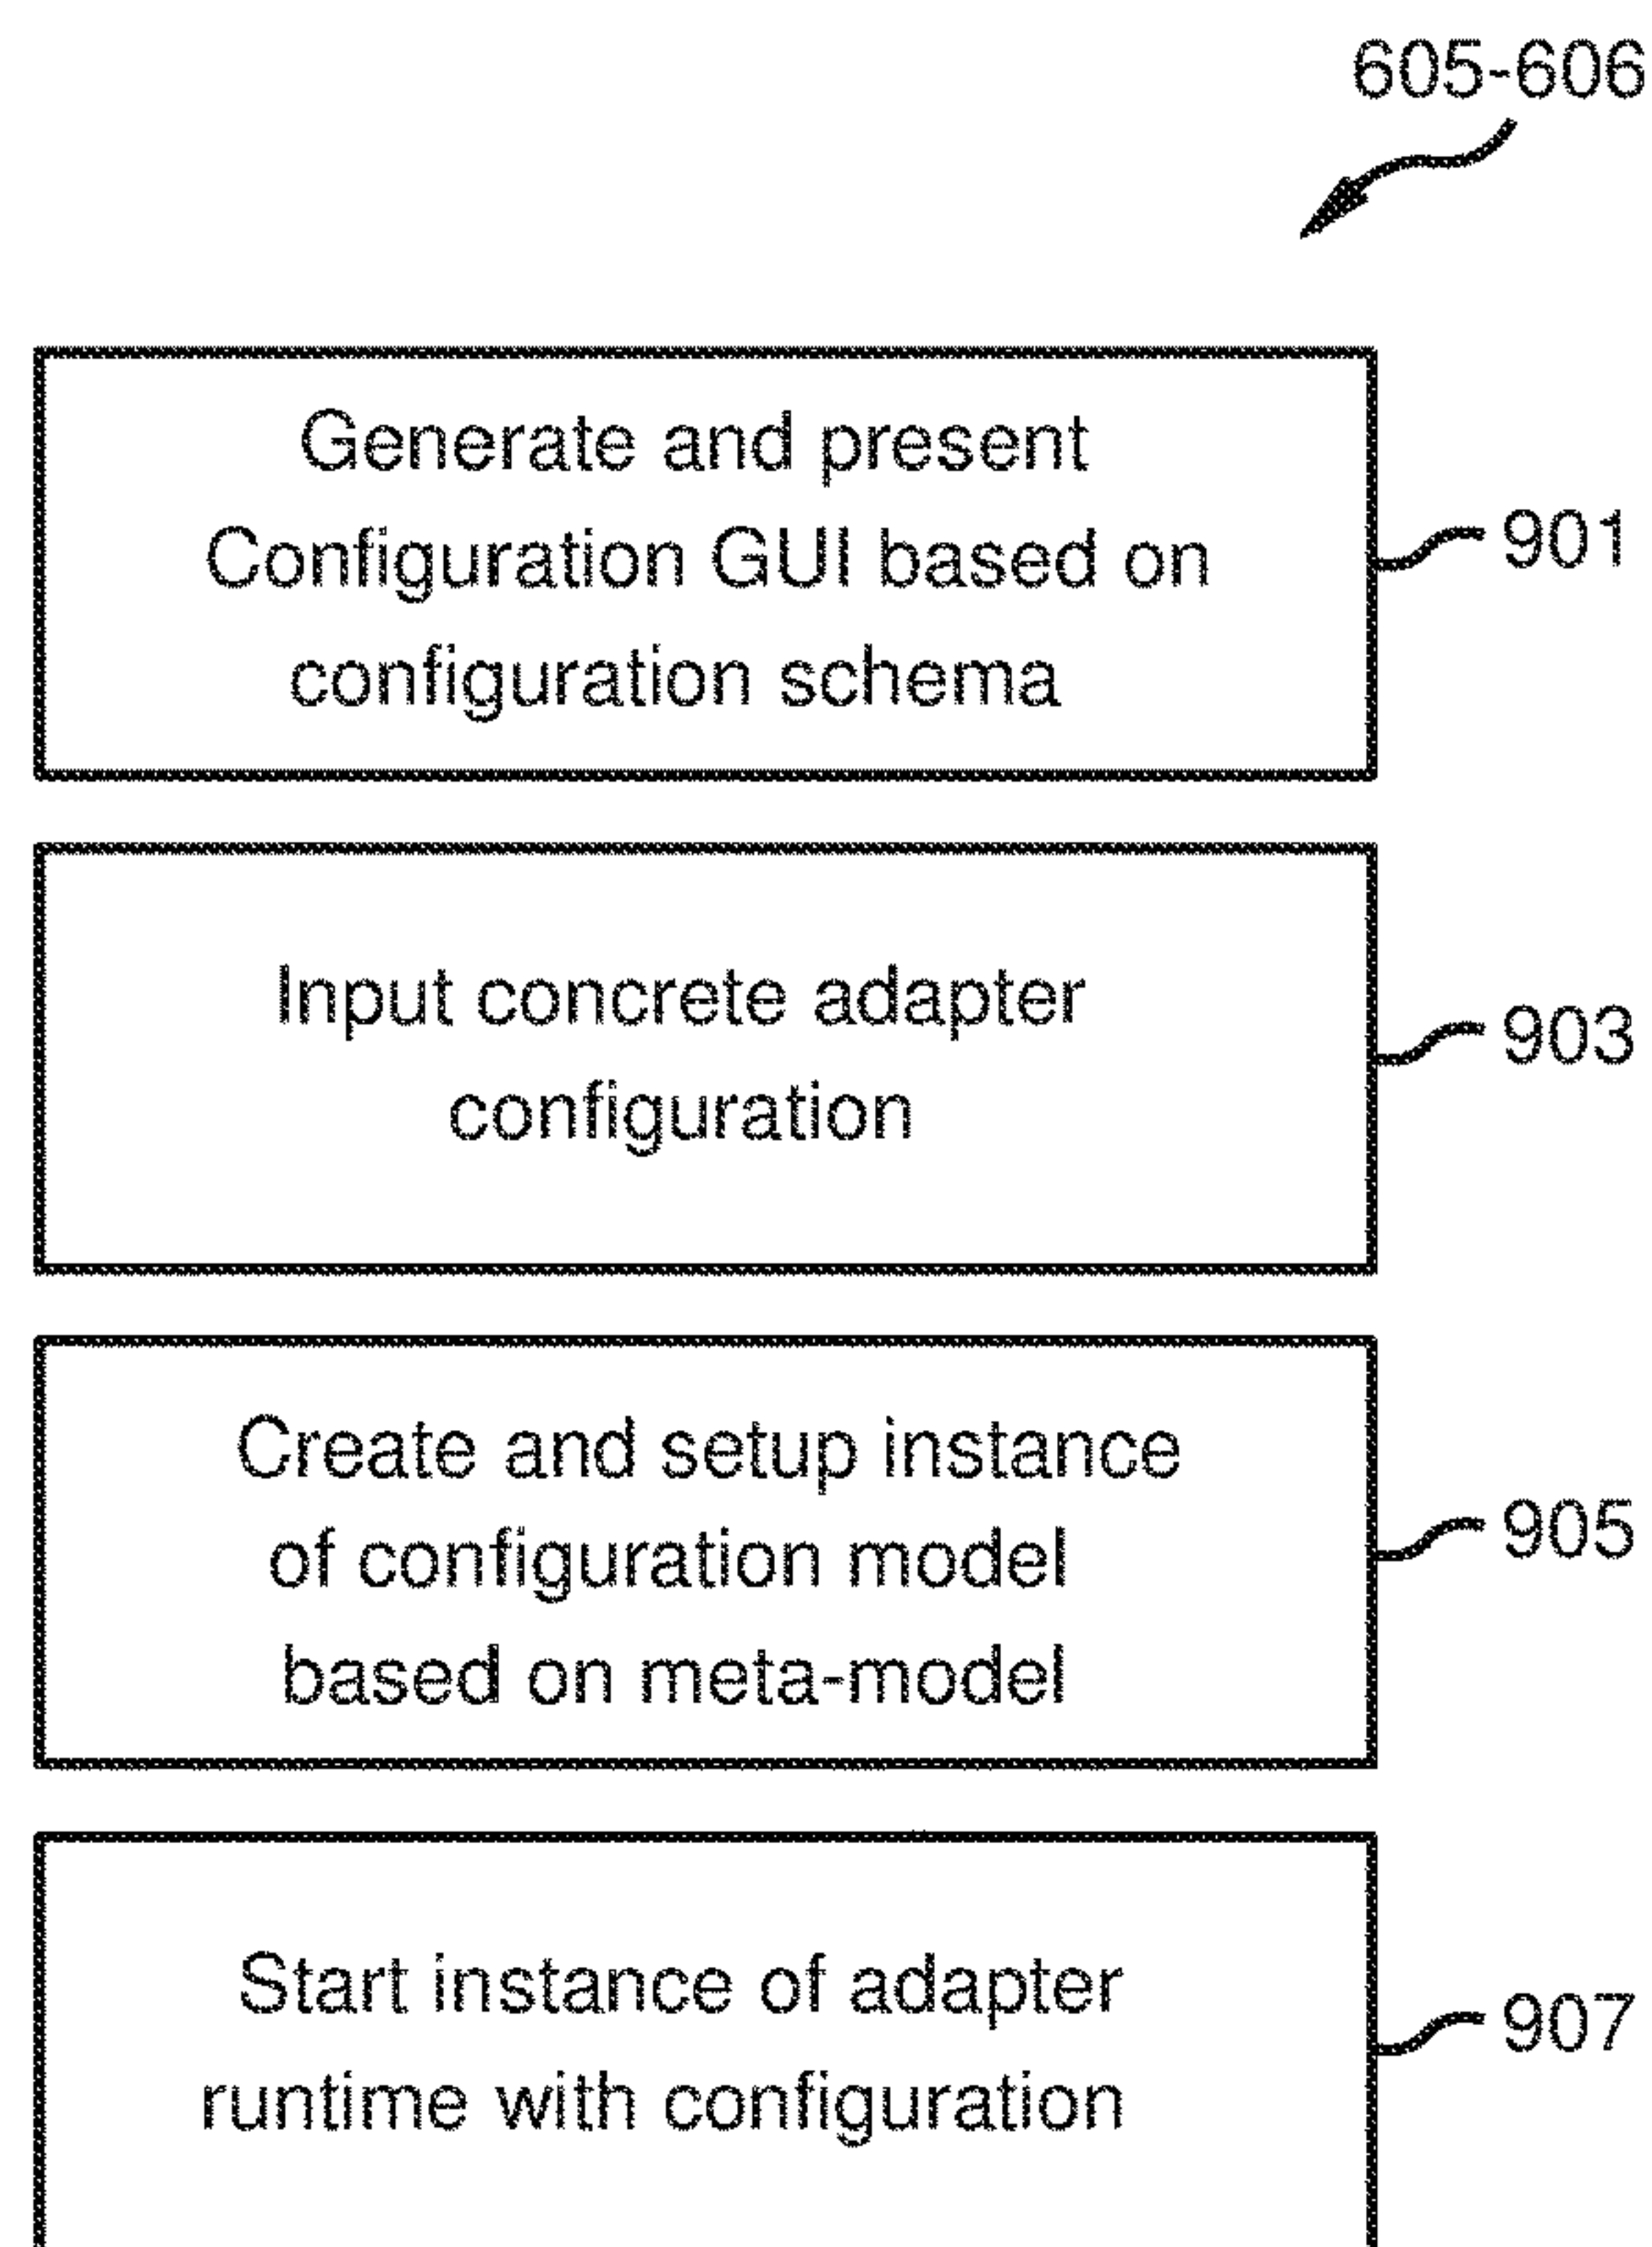 605-606
Generate and present
Configuration GUI based on
configuration schema
901
Input concrete adapter
configuration
903
Create and setup instance
of configuration model
based on meta-model
905
Start instance of adapter
runtime with configuration
907